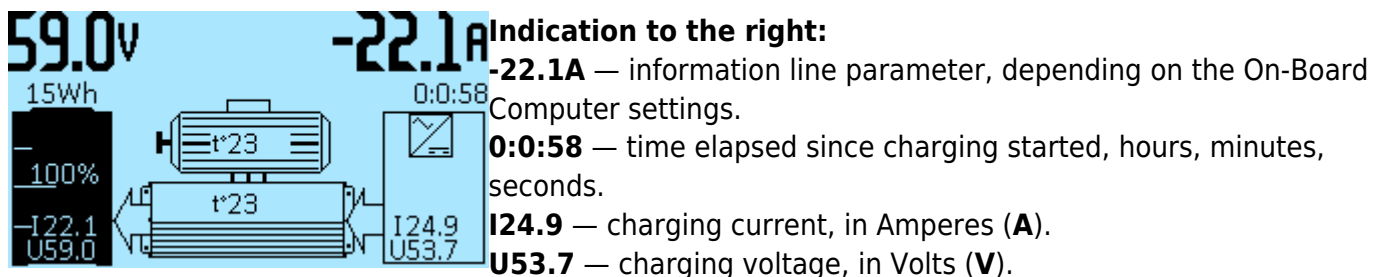 59.0V -22.1A
15Wh 0:0:58
t°23
100%
t°23
I22.1 I24.9
U59.0 U53.7
Indication to the right:
-22.1A — information line parameter, depending on the On-Board
Computer settings.
0:0:58 — time elapsed since charging started, hours, minutes,
seconds.
I24.9 — charging current, in Amperes (A).
U53.7 — charging voltage, in Volts (V).